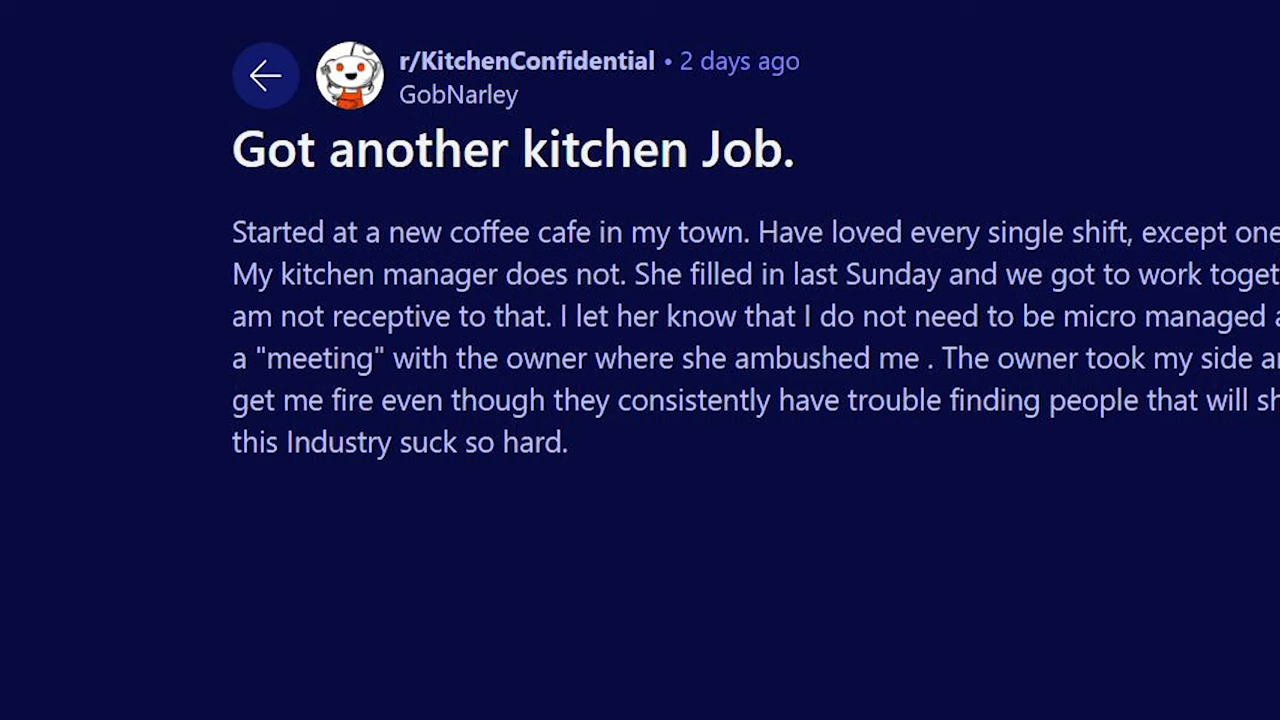 r/KitchenConfidential • 2 days ago
GobNarley
Got another kitchen Job.
Started at a new coffee cafe in my town. Have loved every single shift, except one
My kitchen manager does not. She filled in last Sunday and we got to work
am not receptive to that. I let her know that I do not need to be micro managed
a "meeting" with the owner where she ambushed me . The owner took my side
get me fire even though they consistently have trouble finding people that will
this Industry suck so hard.